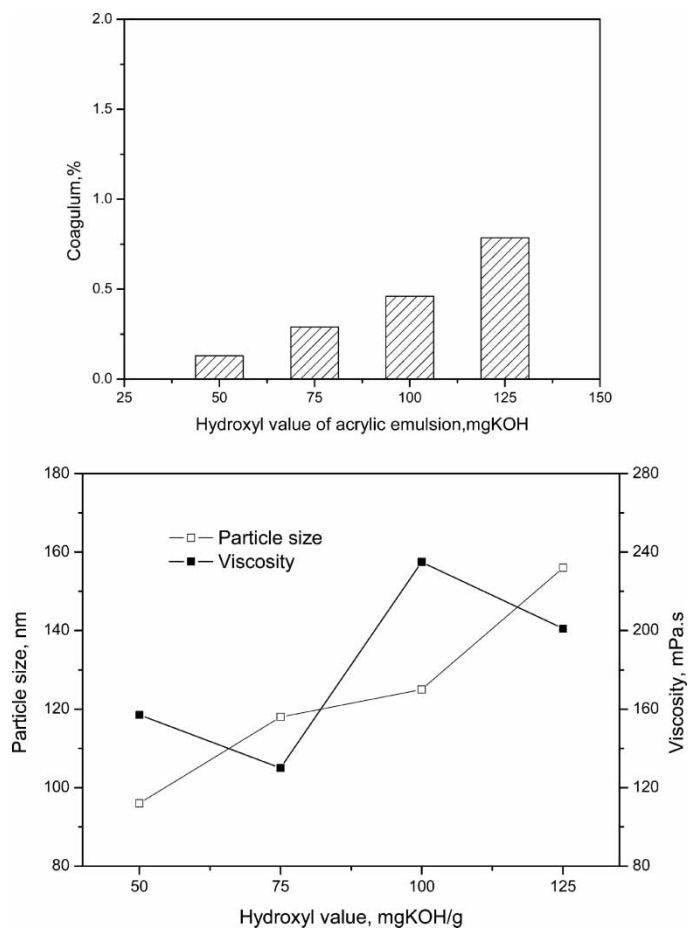 2.0
1.5
1.0
0.5
0.0
Coagulum,%
25 50 75 100 125 150
Hydroxyl value of acrylic emulsion,mgKOH
180 280
Particle size
Viscosity
160 240
140 200
120 160
100 120
80 80
Particle size, nm
Viscosity, mPa.s
50 75 100 125
Hydroxyl value, mgKOH/g